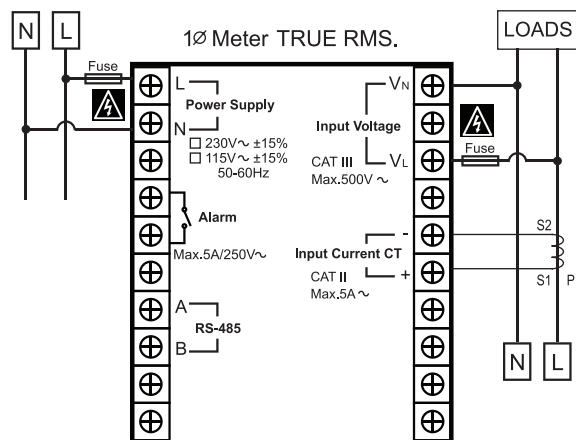 N
L
1Ø Meter TRUE RMS.
LOADS
Fuse
L
Power Supply
N
□ 230V~ ±15%
□ 115V~ ±15%
50-60Hz
Alarm
Max.5A/250V~
A
RS-485
B
VN
Input Voltage
CAT III
VL
Max.500V~
Fuse
-
Input Current CT
CAT II
+
Max.5A~
S2
S1
P
N
L